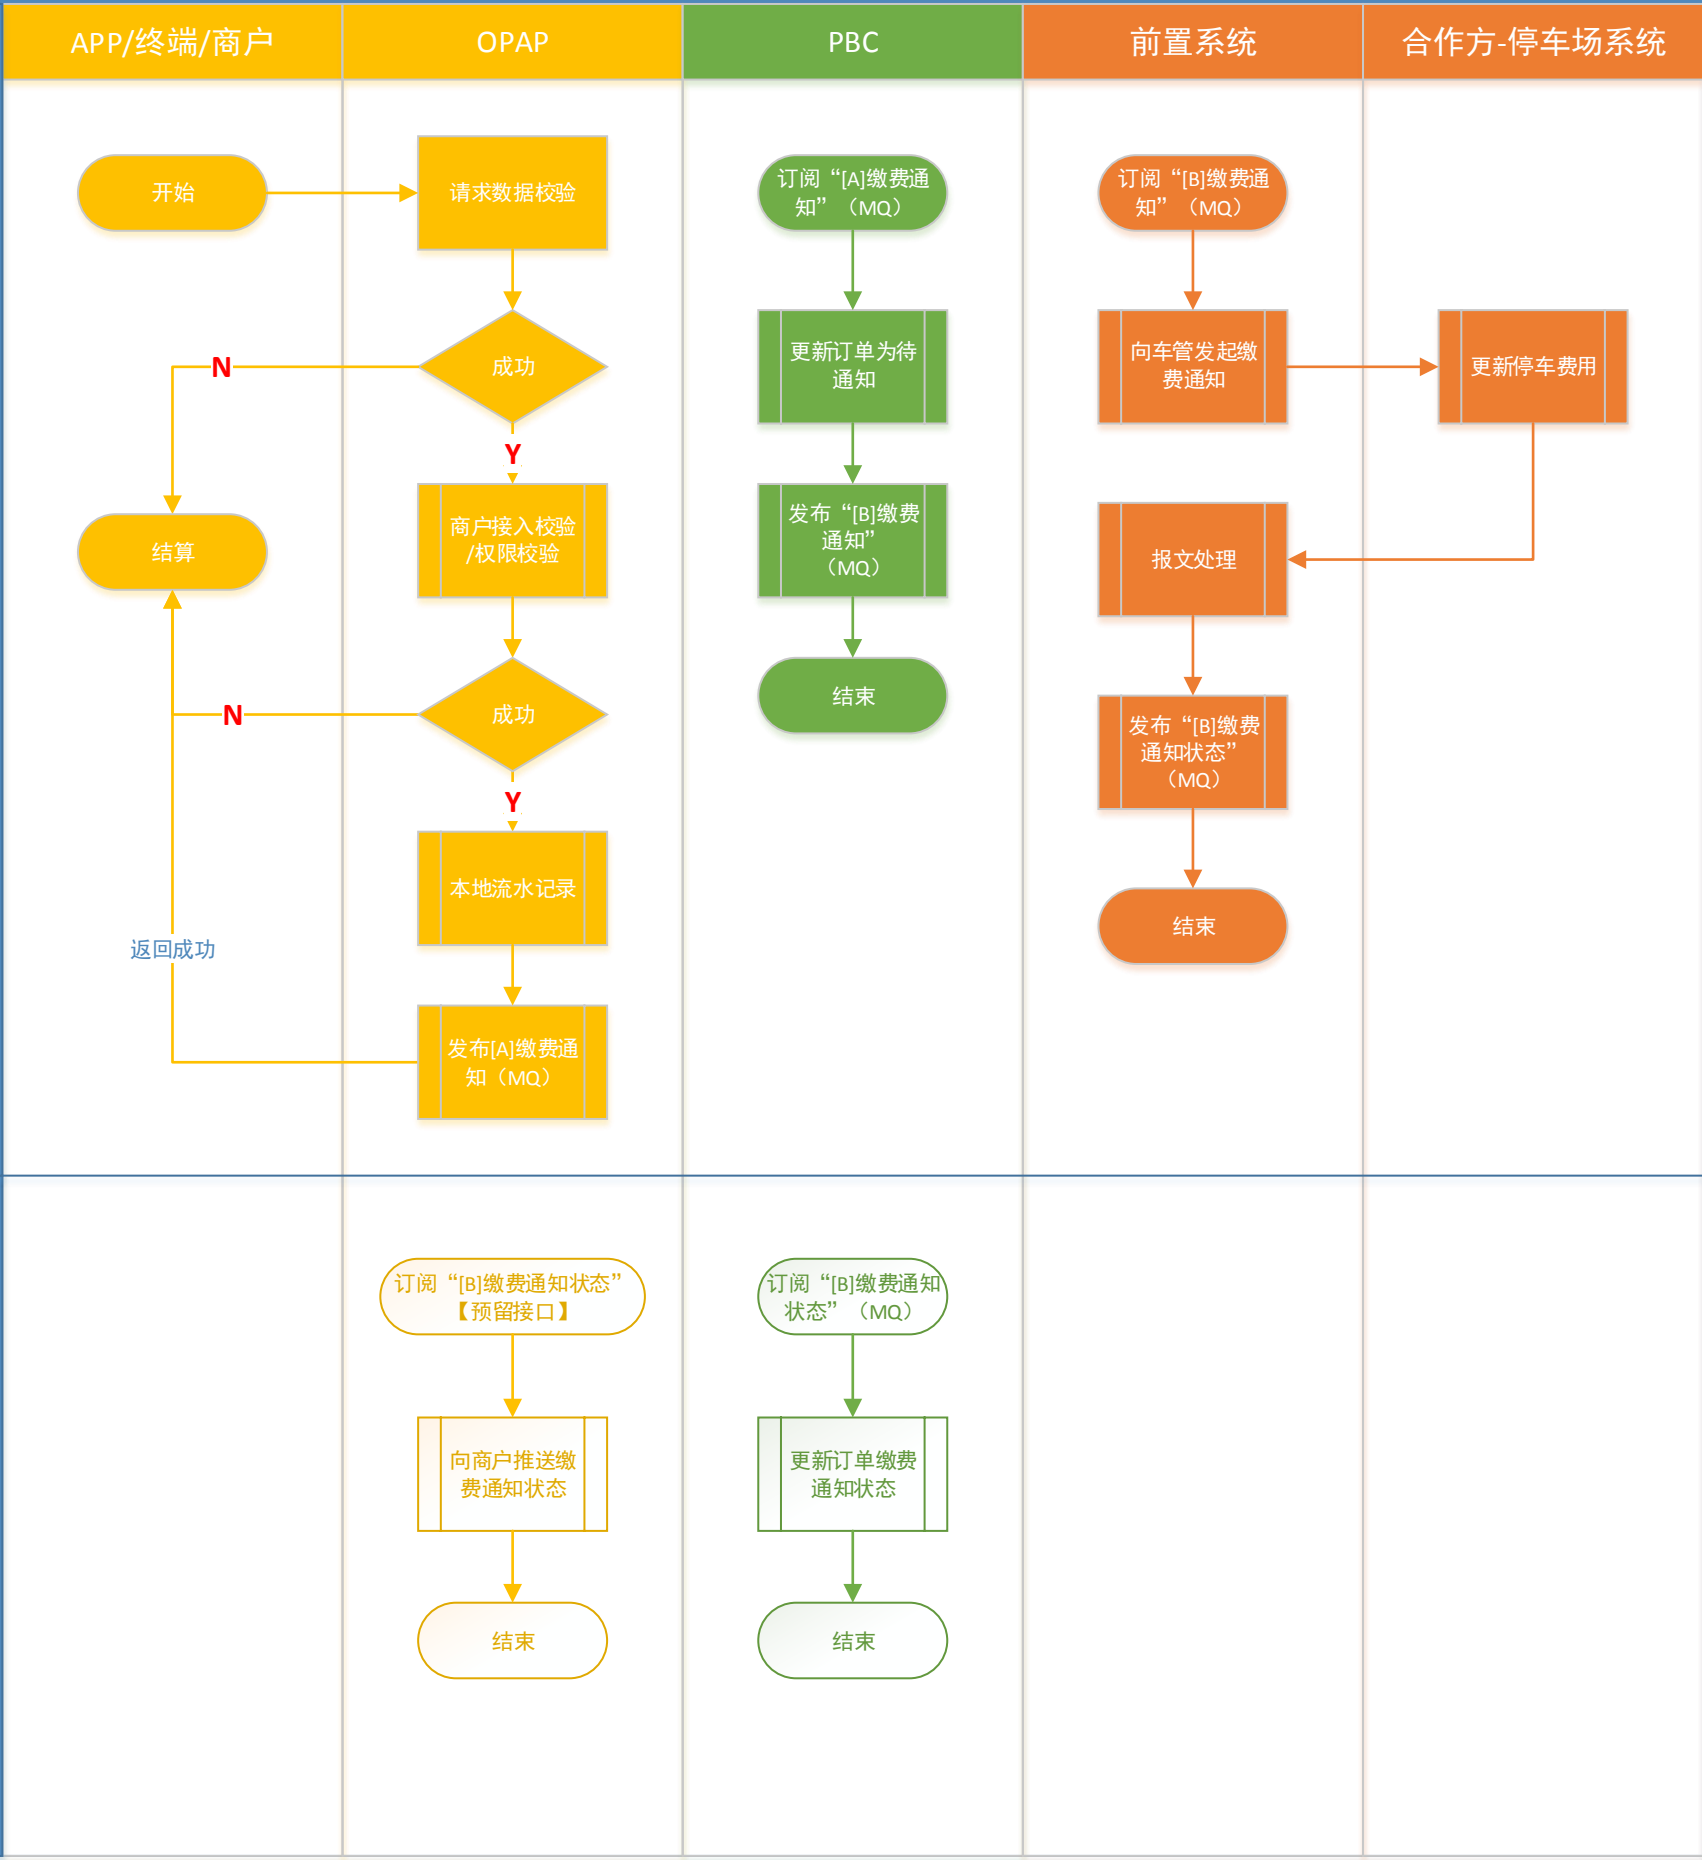 APP/终端/商户
OPAP
PBC
前置系统
合作方-停车场系统
开始
请求数据校验
成功
N
Y
结算
商户接入校验
/权限校验
成功
N
Y
本地流水记录
返回成功
发布[A]缴费通
知（MQ）
订阅“[A]缴费通
知”（MQ）
更新订单为待
通知
发布“[B]缴费
通知”
（MQ）
结束
订阅“[B]缴费通
知”（MQ）
向车管发起缴
费通知
更新停车费用
报文处理
发布“[B]缴费
通知状态”
（MQ）
结束
订阅“[B]缴费通知状态”
【预留接口】
向商户推送缴
费通知状态
结束
订阅“[B]缴费通知
状态”（MQ）
更新订单缴费
通知状态
结束